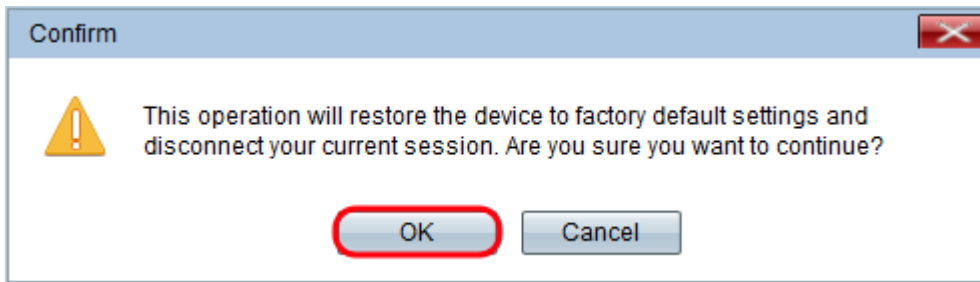 Confirm
This operation will restore the device to factory default settings and
disconnect your current session. Are you sure you want to continue?
OK
Cancel